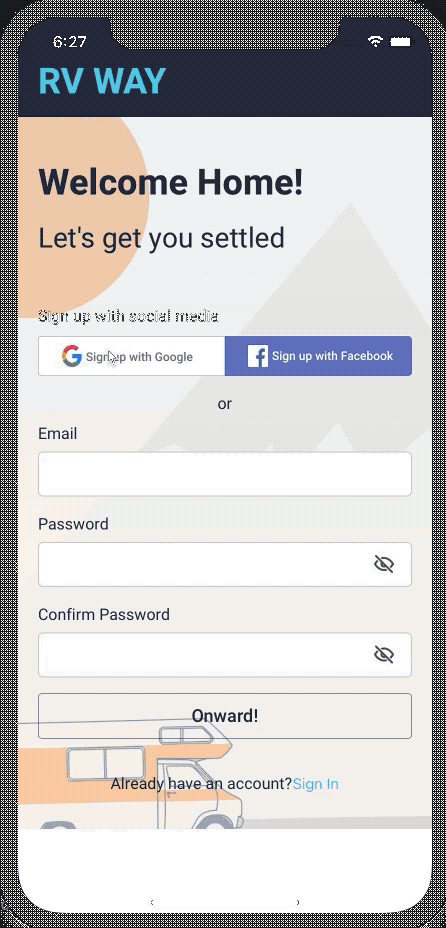 6:27
RV WAY
Welcome Home!
Let's get you settled
Sign up with social media
Sign up with Google
Sign up with Facebook
or
Email
Password
Confirm Password
Onward!
Already have an account?Sign In